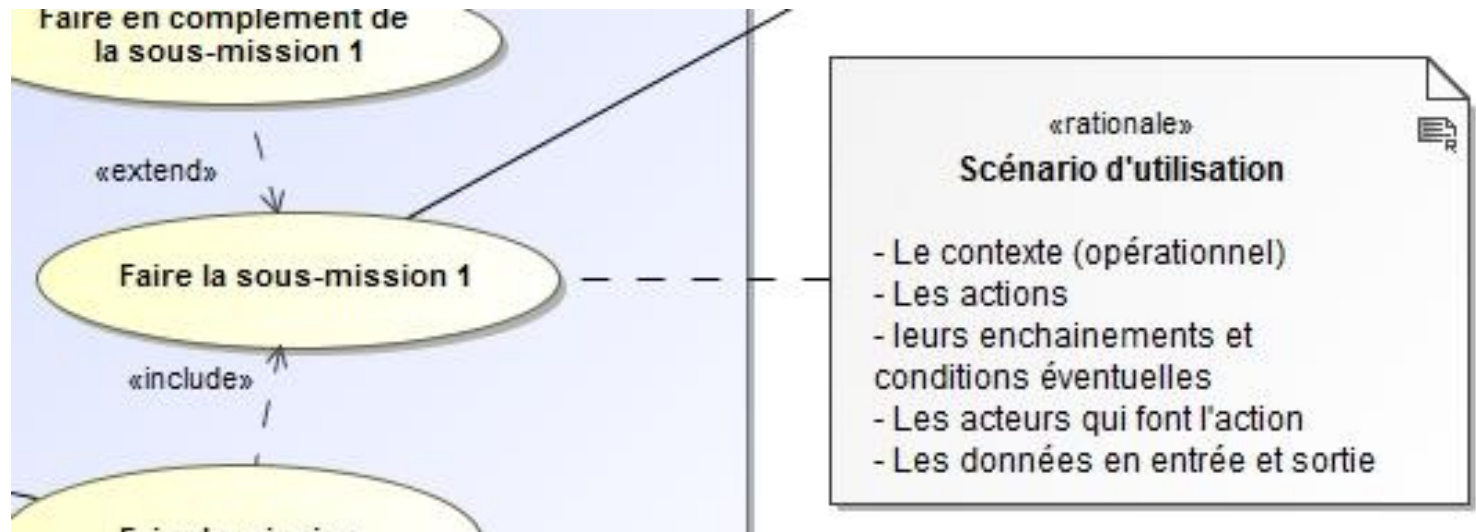 Faire en complément de
la sous-mission 1
«extend»
Faire la sous-mission 1
«include»
«rationale»
Scénario d'utilisation
- Le contexte (opérationnel)
- Les actions
- leurs enchainements et
conditions éventuelles
- Les acteurs qui font l'action
- Les données en entrée et sortie